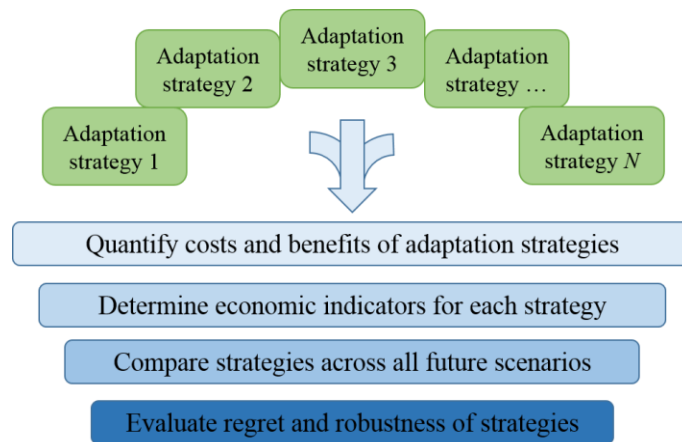 Adaptation
strategy 1
Adaptation
strategy 2
Adaptation
strategy 3
Adaptation
strategy …
Adaptation
strategy N
Quantify costs and benefits of adaptation strategies
Determine economic indicators for each strategy
Compare strategies across all future scenarios
Evaluate regret and robustness of strategies